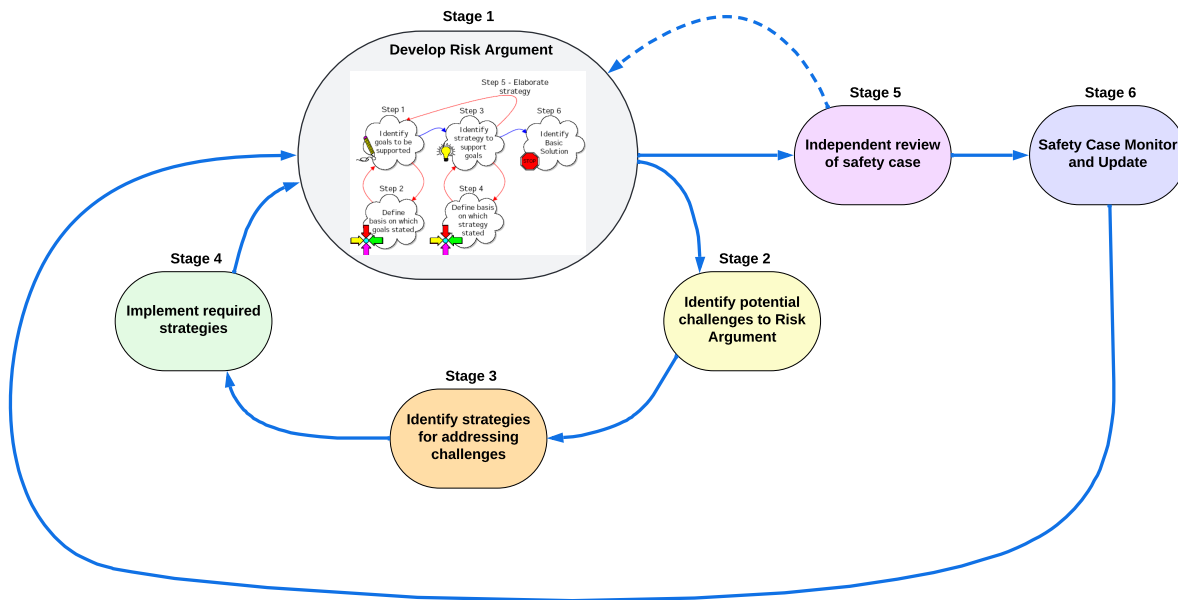 Stage 1
Develop Risk Argument
Step 5 - Elaborate
strategy
Step 1
Identify
goals to be
supported
Step 3
Identify
strategy to
support
goals
Step 6
Identify
Basic
Solution
Step 2
Define
basis on which
goals stated
Step 4
Define basis
on which
strategy
stated
Stage 5
Independent review
of safety case
Stage 6
Safety Case Monitor
and Update
Stage 4
Implement required
strategies
Stage 2
Identify potential
challenges to Risk
Argument
Stage 3
Identify strategies
for addressing
challenges